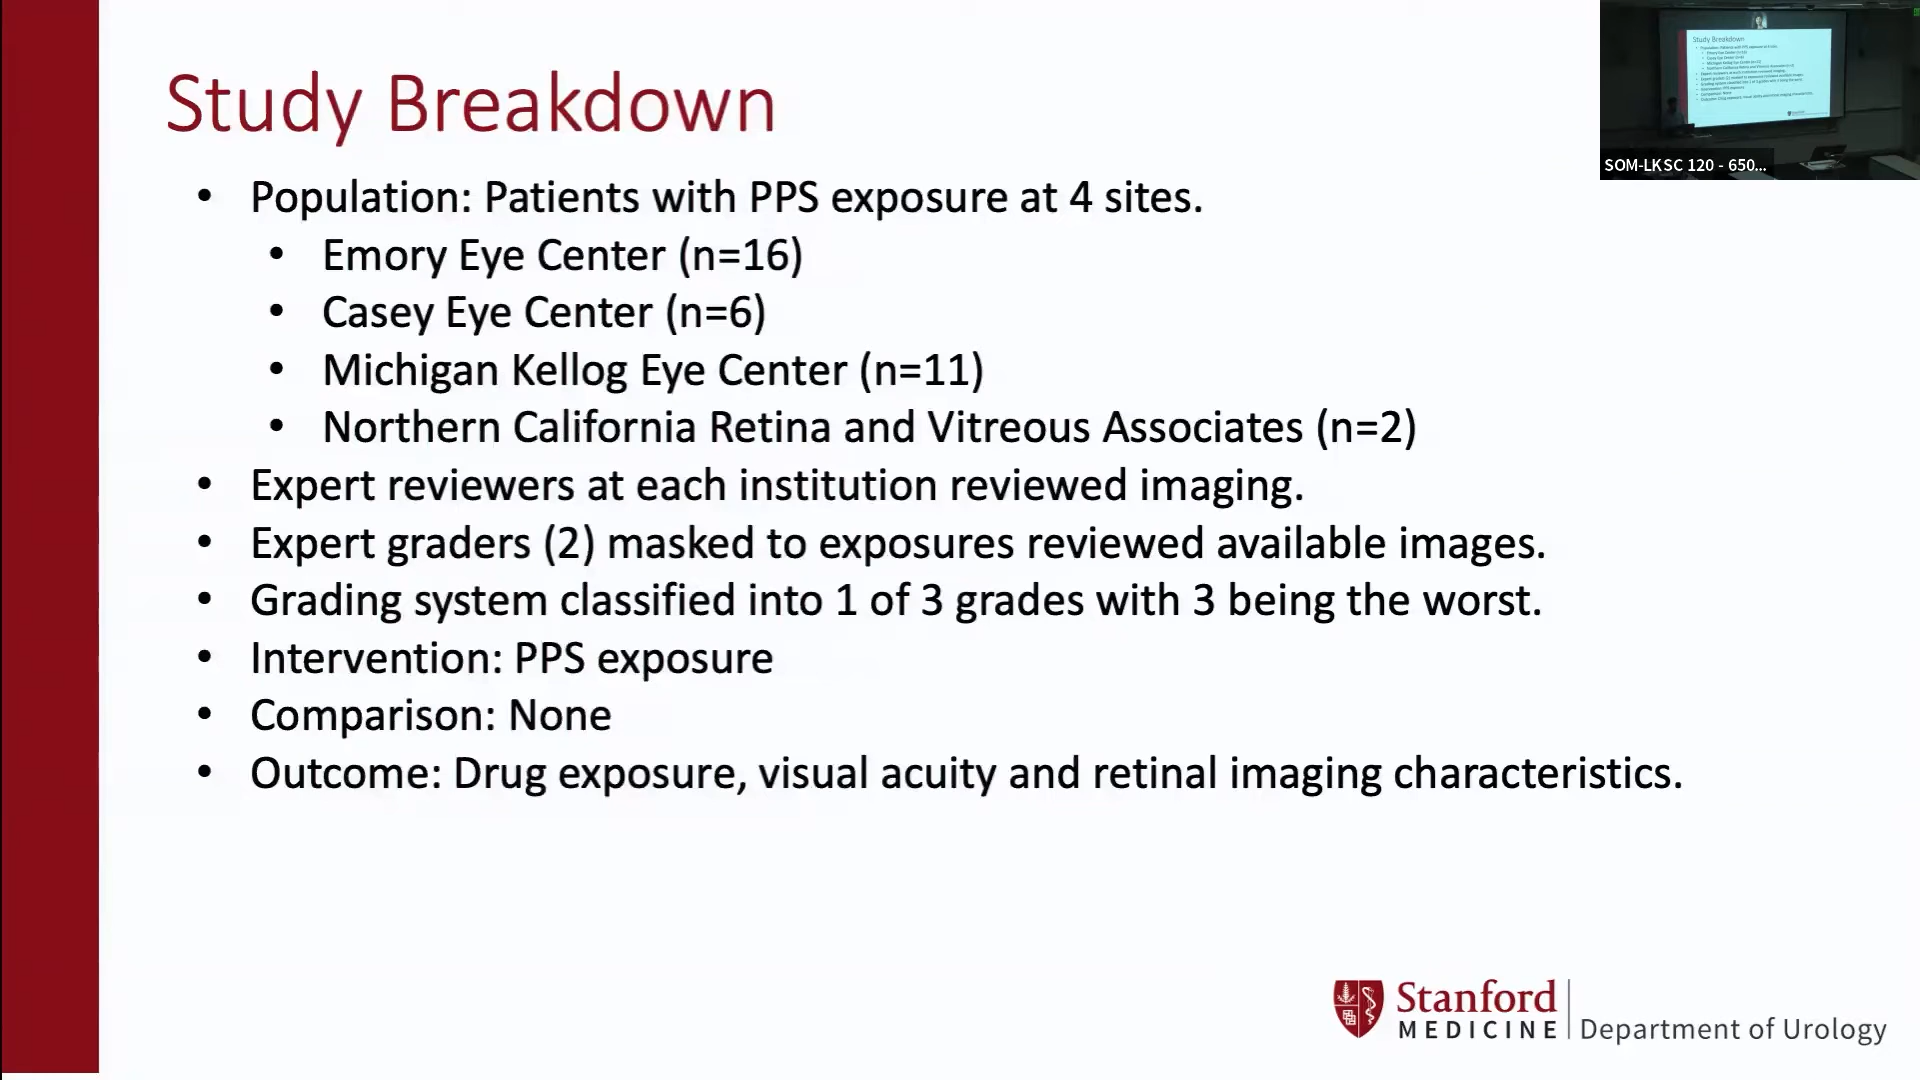 Study Breakdown
• Population: Patients with PPS exposure at 4 sites.
• Emory Eye Center (n=16)
• Casey Eye Center (n=6)
• Michigan Kellog Eye Center (n=11)
• Northern California Retina and Vitreous Associates (n=2)
• Expert reviewers at each institution reviewed imaging.
• Expert graders (2) masked to exposures reviewed available images.
• Grading system classified into 1 of 3 grades with 3 being the worst.
• Intervention: PPS exposure
• Comparison: None
• Outcome: Drug exposure, visual acuity and retinal imaging characteristics.
Stanford
MEDICINE
Department of Urology
Study Breakdown
SOM-LKSC 120 - 650...